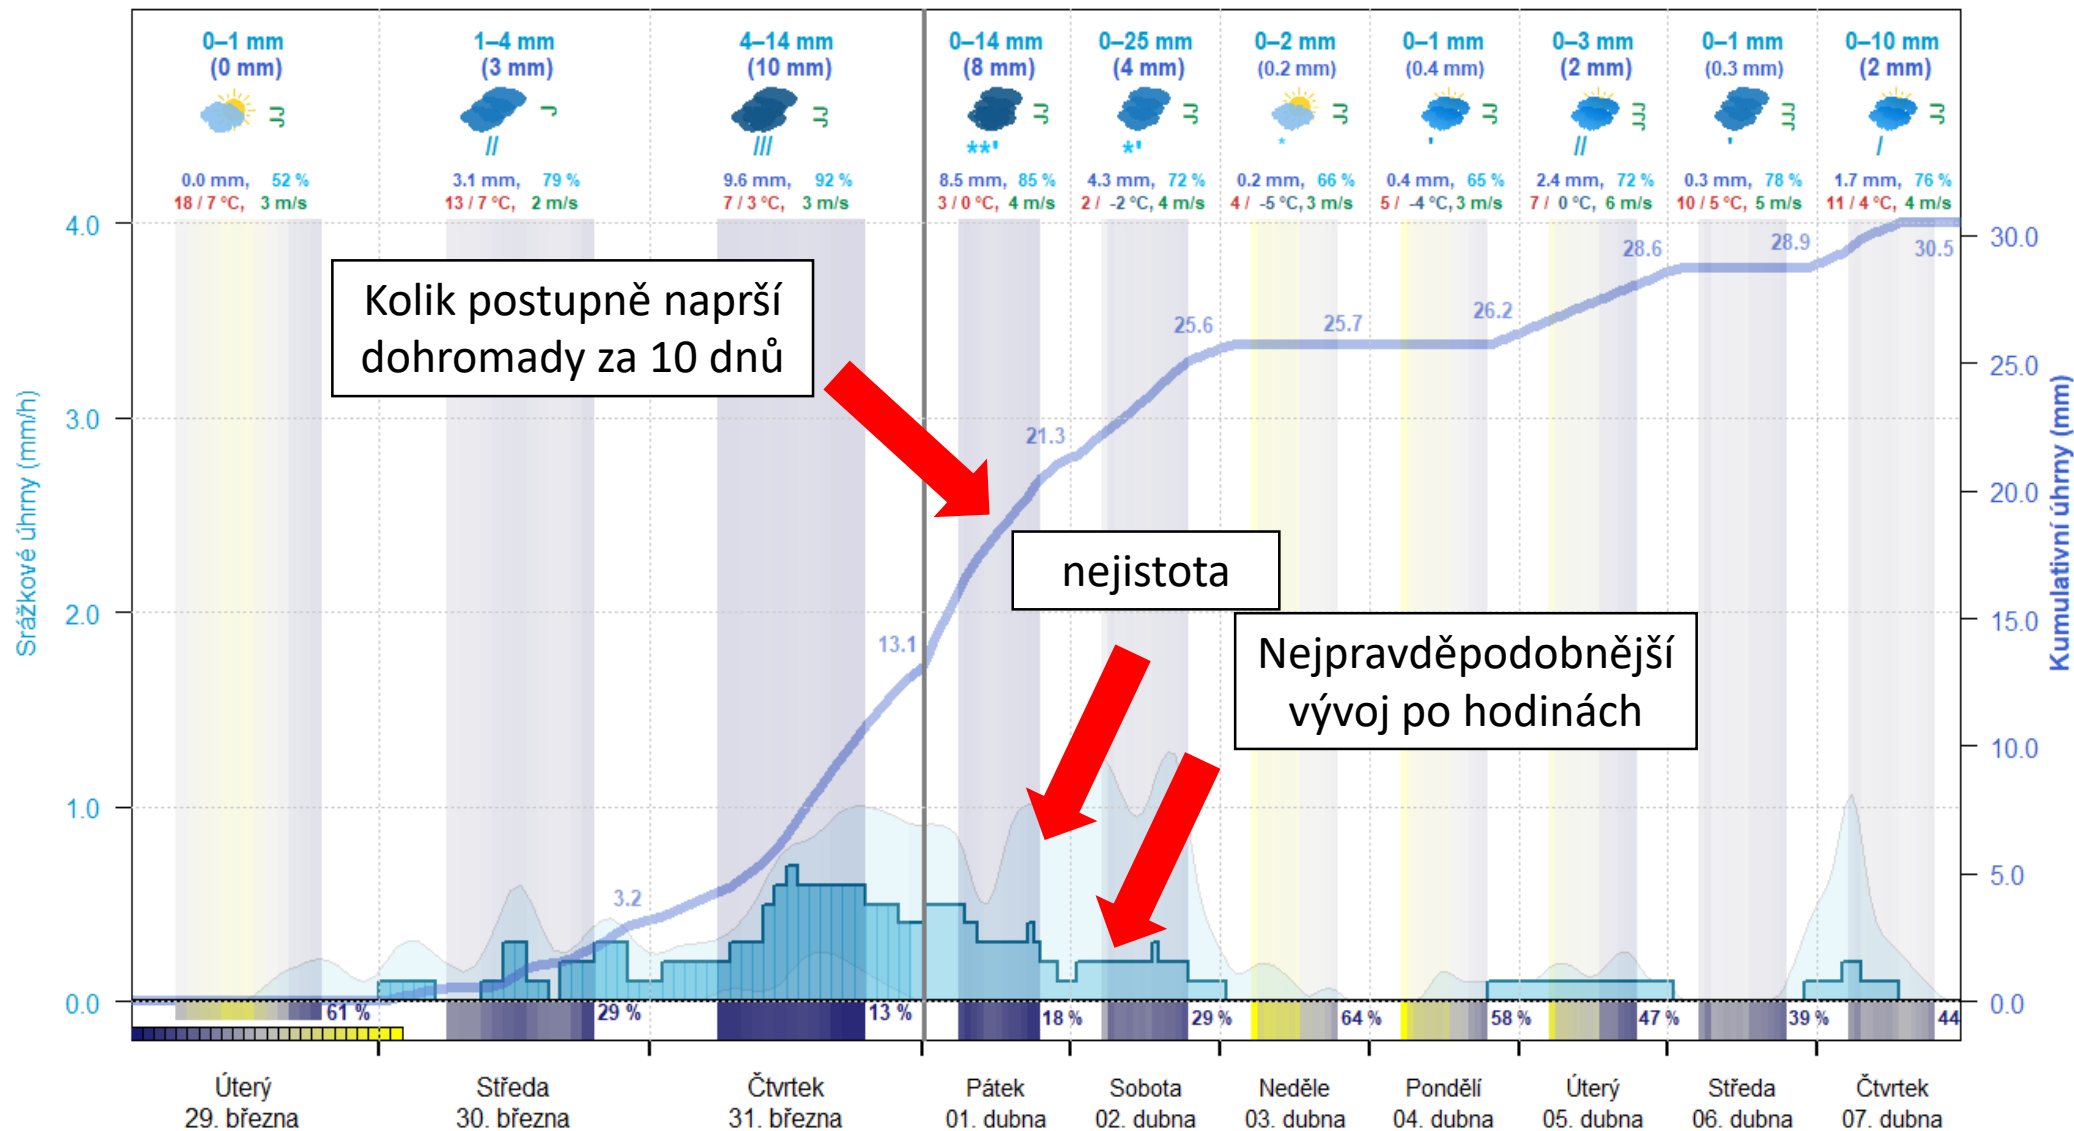 0–1 mm 1–4 mm 4–14 mm 0–14 mm 0–25 mm 0–2 mm 0–1 mm 0–3 mm 0–1 mm 0–10 mm
(0 mm) (3 mm) (10 mm) (8 mm) (4 mm) (0.2 mm) (0.4 mm) (2 mm) (0.3 mm) (2 mm)
0.0 mm, 52 % 3.1 mm, 79 % 9.6 mm, 92 % 8.5 mm, 85 % 4.3 mm, 72 % 0.2 mm, 66 % 0.4 mm, 65 % 2.4 mm, 72 % 0.3 mm, 78 % 1.7 mm, 76 %
18 / 7 °C, 3 m/s 13 / 7 °C, 2 m/s 7 / 3 °C, 3 m/s 3 / 0 °C, 4 m/s 2 / -2 °C, 4 m/s 4 / -5 °C, 3 m/s 5 / -4 °C, 3 m/s 7 / 0 °C, 6 m/s 10 / 5 °C, 5 m/s 11 / 4 °C, 4 m/s
Srážkové úhrny (mm/h)
4.0
3.0
2.0
1.0
0.0
Kolik postupně naprší
dohromady za 10 dnů
nejistota
Nejpravděpodobnější
vývoj po hodinách
3.2
13.1
21.3
25.6
25.7
26.2
28.6
28.9
30.5
30.0
25.0
20.0
15.0
10.0
5.0
0.0
Kumulativní úhrny (mm)
61 % 29 % 13 % 18 % 29 % 64 % 58 % 47 % 39 % 44
Úterý Středa Čtvrtek Pátek Sobota Neděle Pondělí Úterý Středa Čtvrtek
29. března 30. března 31. března 01. dubna 02. dubna 03. dubna 04. dubna 05. dubna 06. dubna 07. dubna